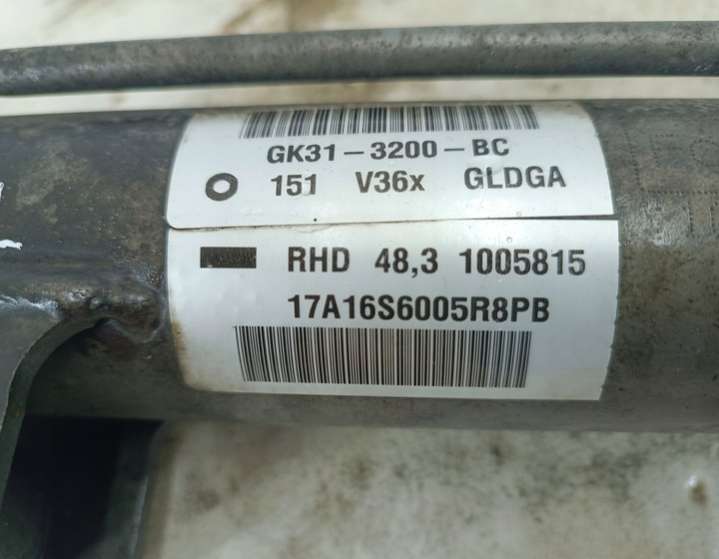 GK31-3200-BC
151 V36x GLDGA
RHD 48,3 1005815
17A16S6005R8PB